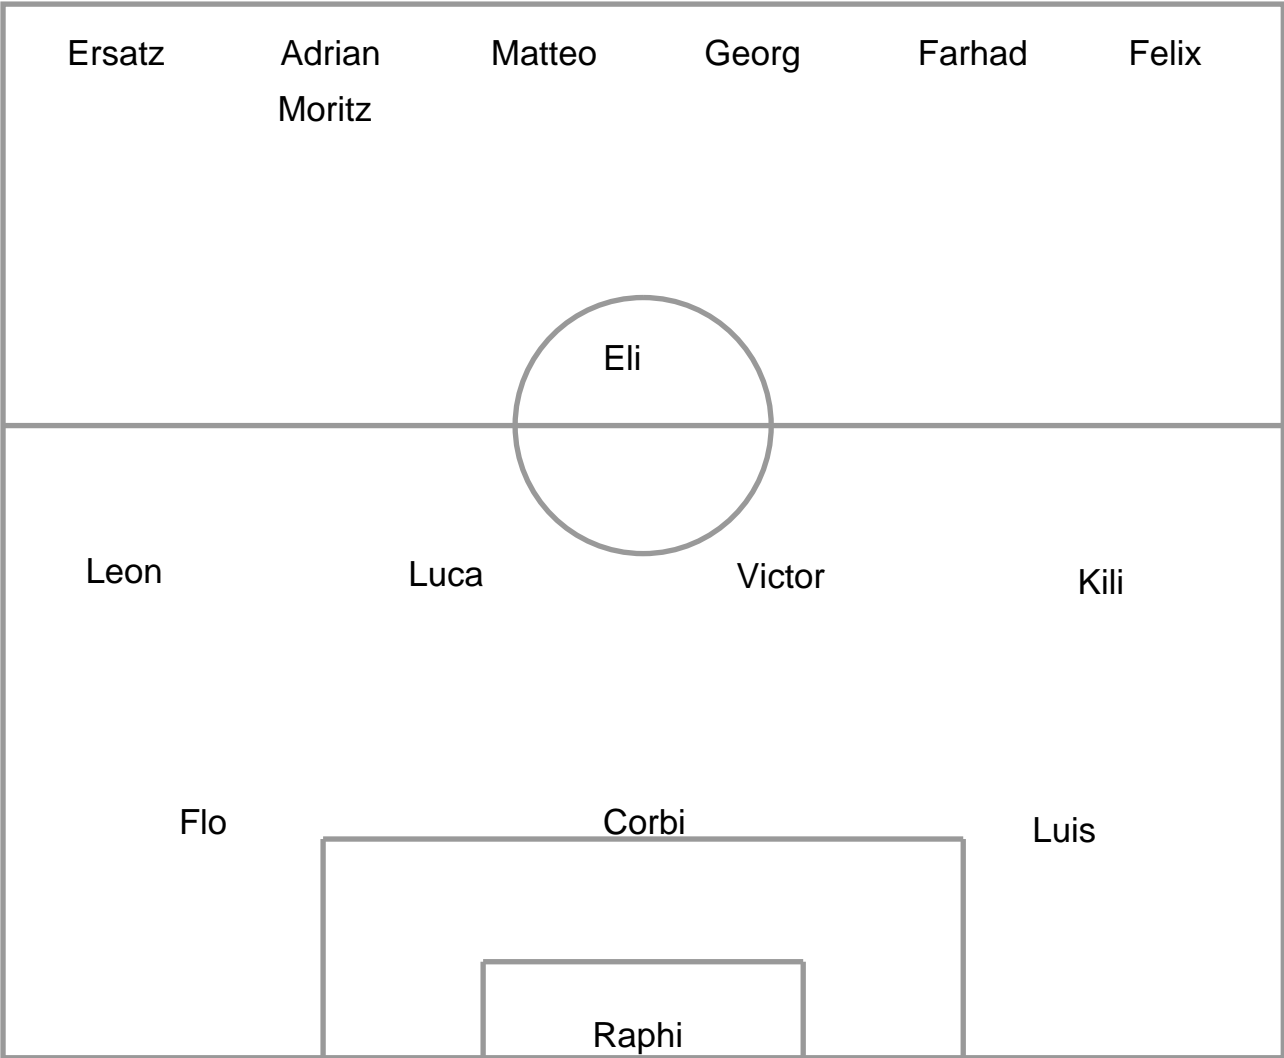 Ersatz Adrian Matteo Georg Farhad Felix
Moritz
Eli
Leon Luca Victor Kili
Flo Corbi Luis
Raphi